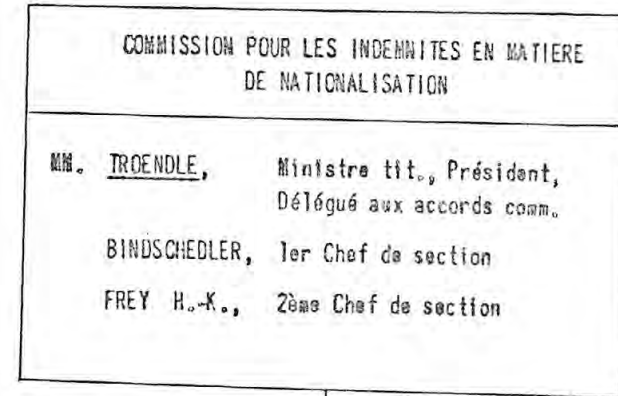 COMMISSION POUR LES INDEMNITES EN MATIERE
DE NATIONALISATION
MM. TROENDLE, Ministre tit., Président,
Délégué aux accords comm.
BINDSCHEDLER, 1er Chef de section
FREY H.-K., 2ème Chef de section